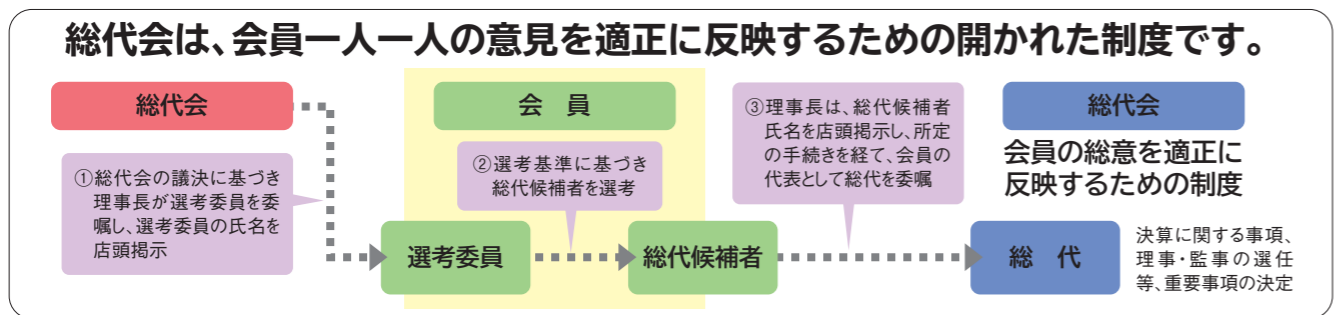 総代会は、会員一人一人の意見を適正に反映するための開かれた制度です。
総代会
①総代会の議決に基づき
理事長が選考委員を委
嘱し、選考委員の氏名を
店頭掲示
会　員
②選考基準に基づき
総代候補者を選考
選考委員
総代候補者
③理事長は、総代候補者
氏名を店頭掲示し、所定
の手続きを経て、会員の
代表として総代を委嘱
総代会
会員の総意を適正に
反映するための制度
総　代
決算に関する事項、
理事・監事の選任
等、重要事項の決定